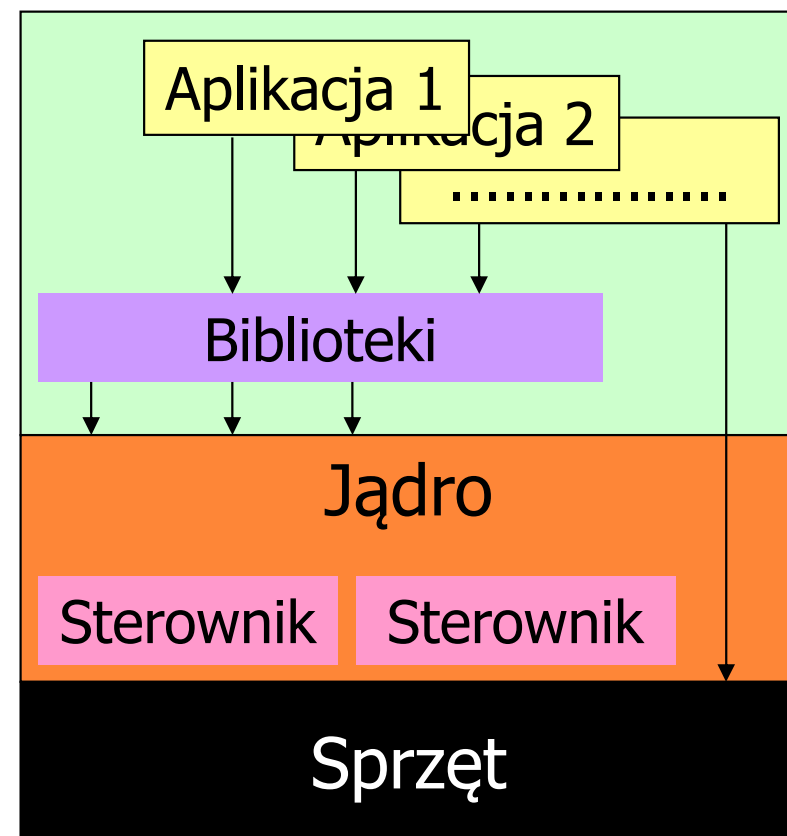 Aplikacja 1
Aplikacja 2
................
Biblioteki
Jądro
Sterownik
Sterownik
Sprzęt